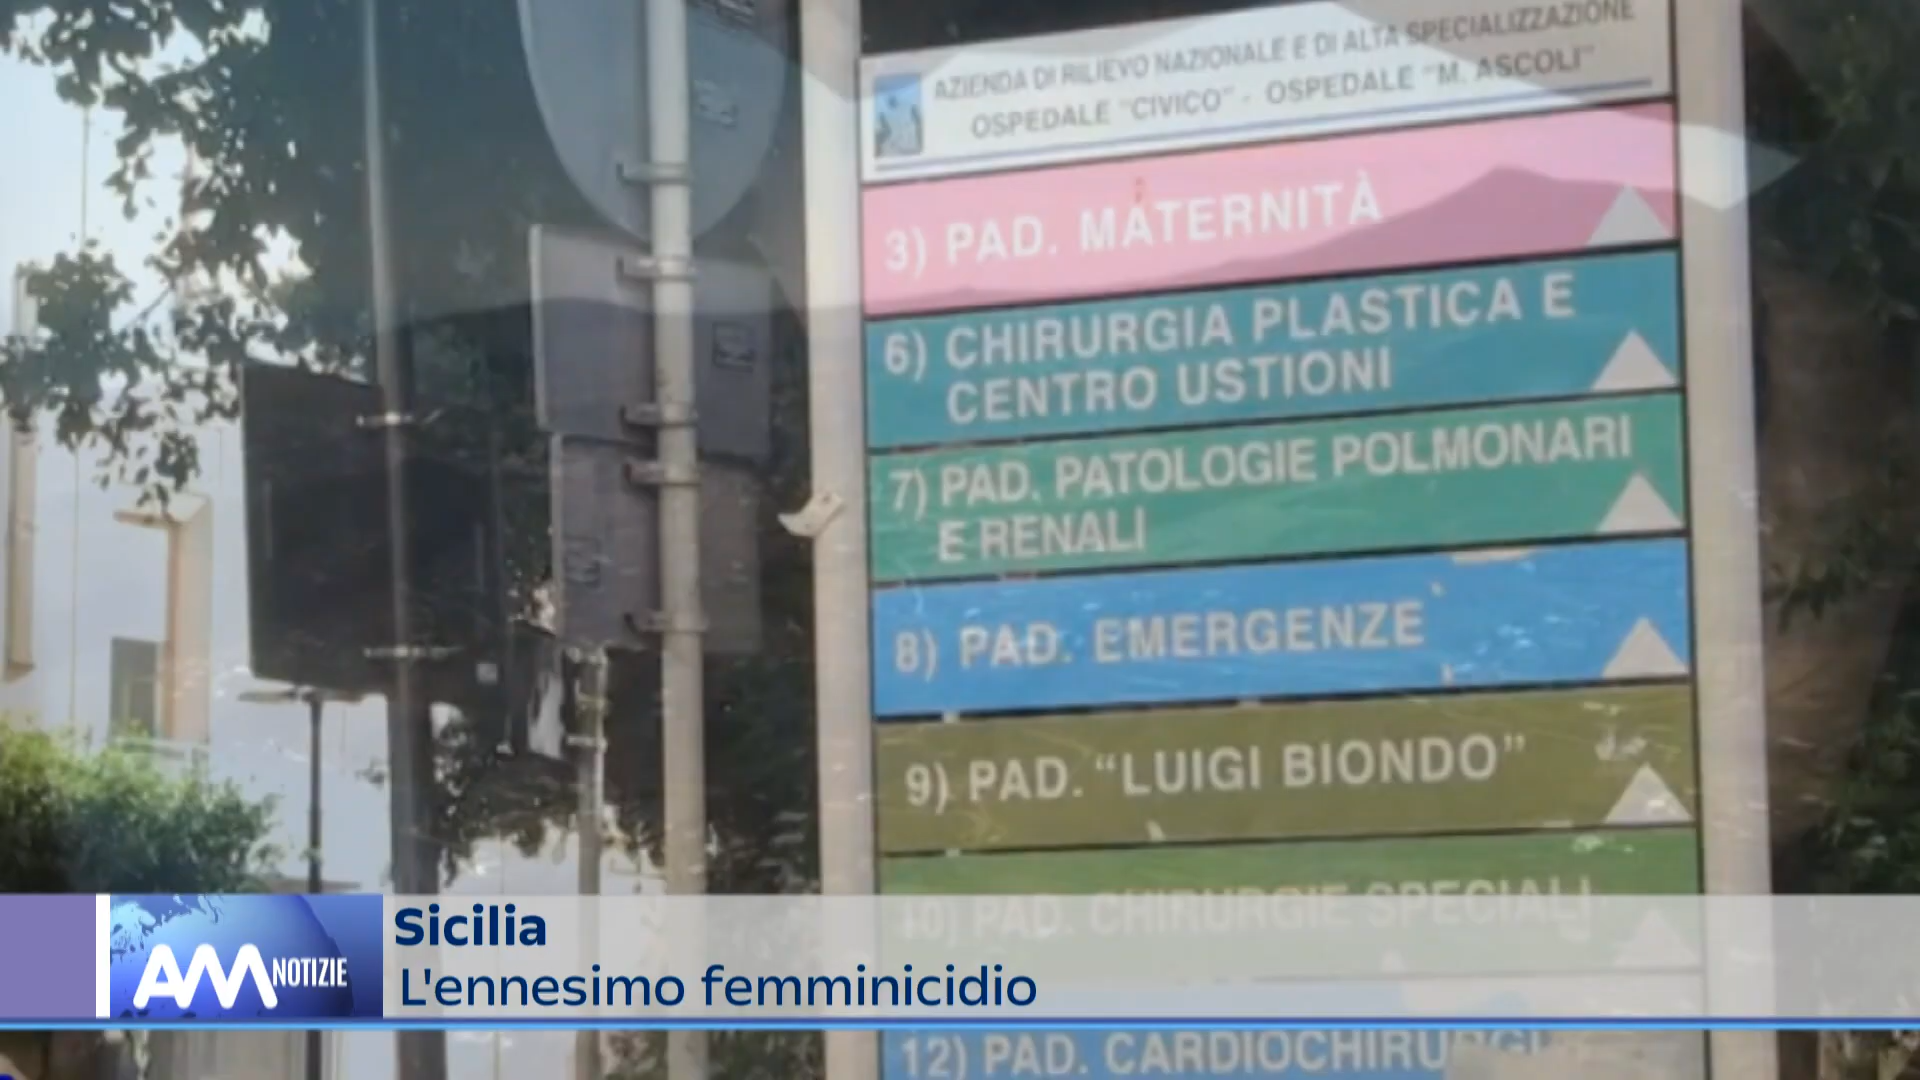 AZIENDA DI RILIEVO NAZIONALE E DI ALTA SPECIALIZZAZIONE
OSPEDALE "CIVICO" - OSPEDALE "M. ASCOLI"
3) PAD. MATERNITÀ
6) CHIRURGIA PLASTICA E
CENTRO USTIONI
7) PAD. PATOLOGIE POLMONARI
E RENALI
8) PAD. EMERGENZE
9) PAD. “LUIGI BIONDO”
10) PAD. CHIRURGIE SPECIALI
Sicilia
AM NOTIZIE
L'ennesimo femminicidio
12) PAD.